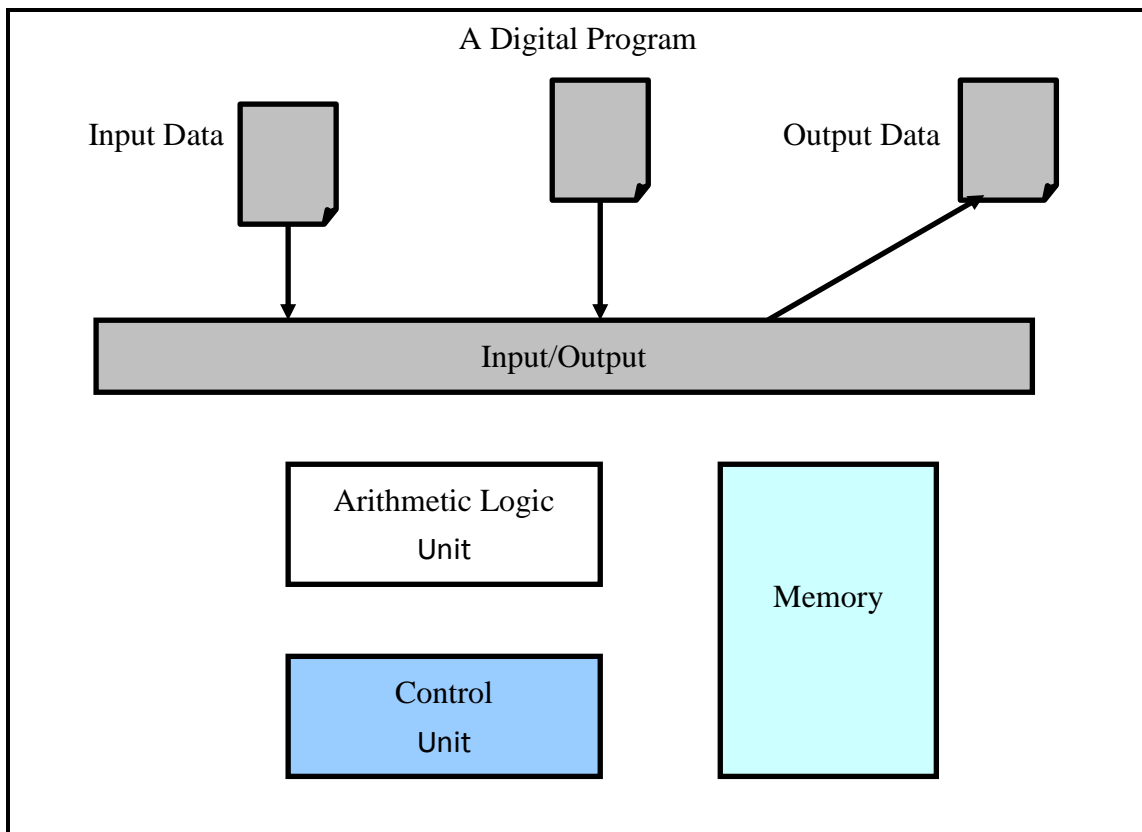 A Digital Program
Input Data
Output Data
Input/Output
Arithmetic Logic
Unit
Memory
Control
Unit